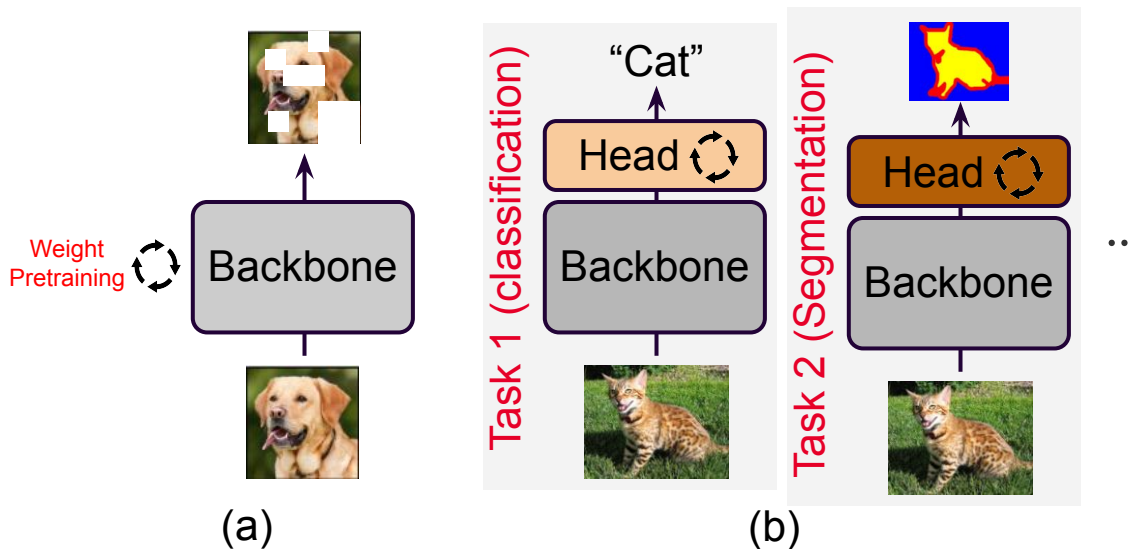 Weight
Pretraining
Backbone
(a)
Task 1 (classification)
“Cat”
Head
Backbone
Task 2 (Segmentation)
Head
Backbone
..
(b)